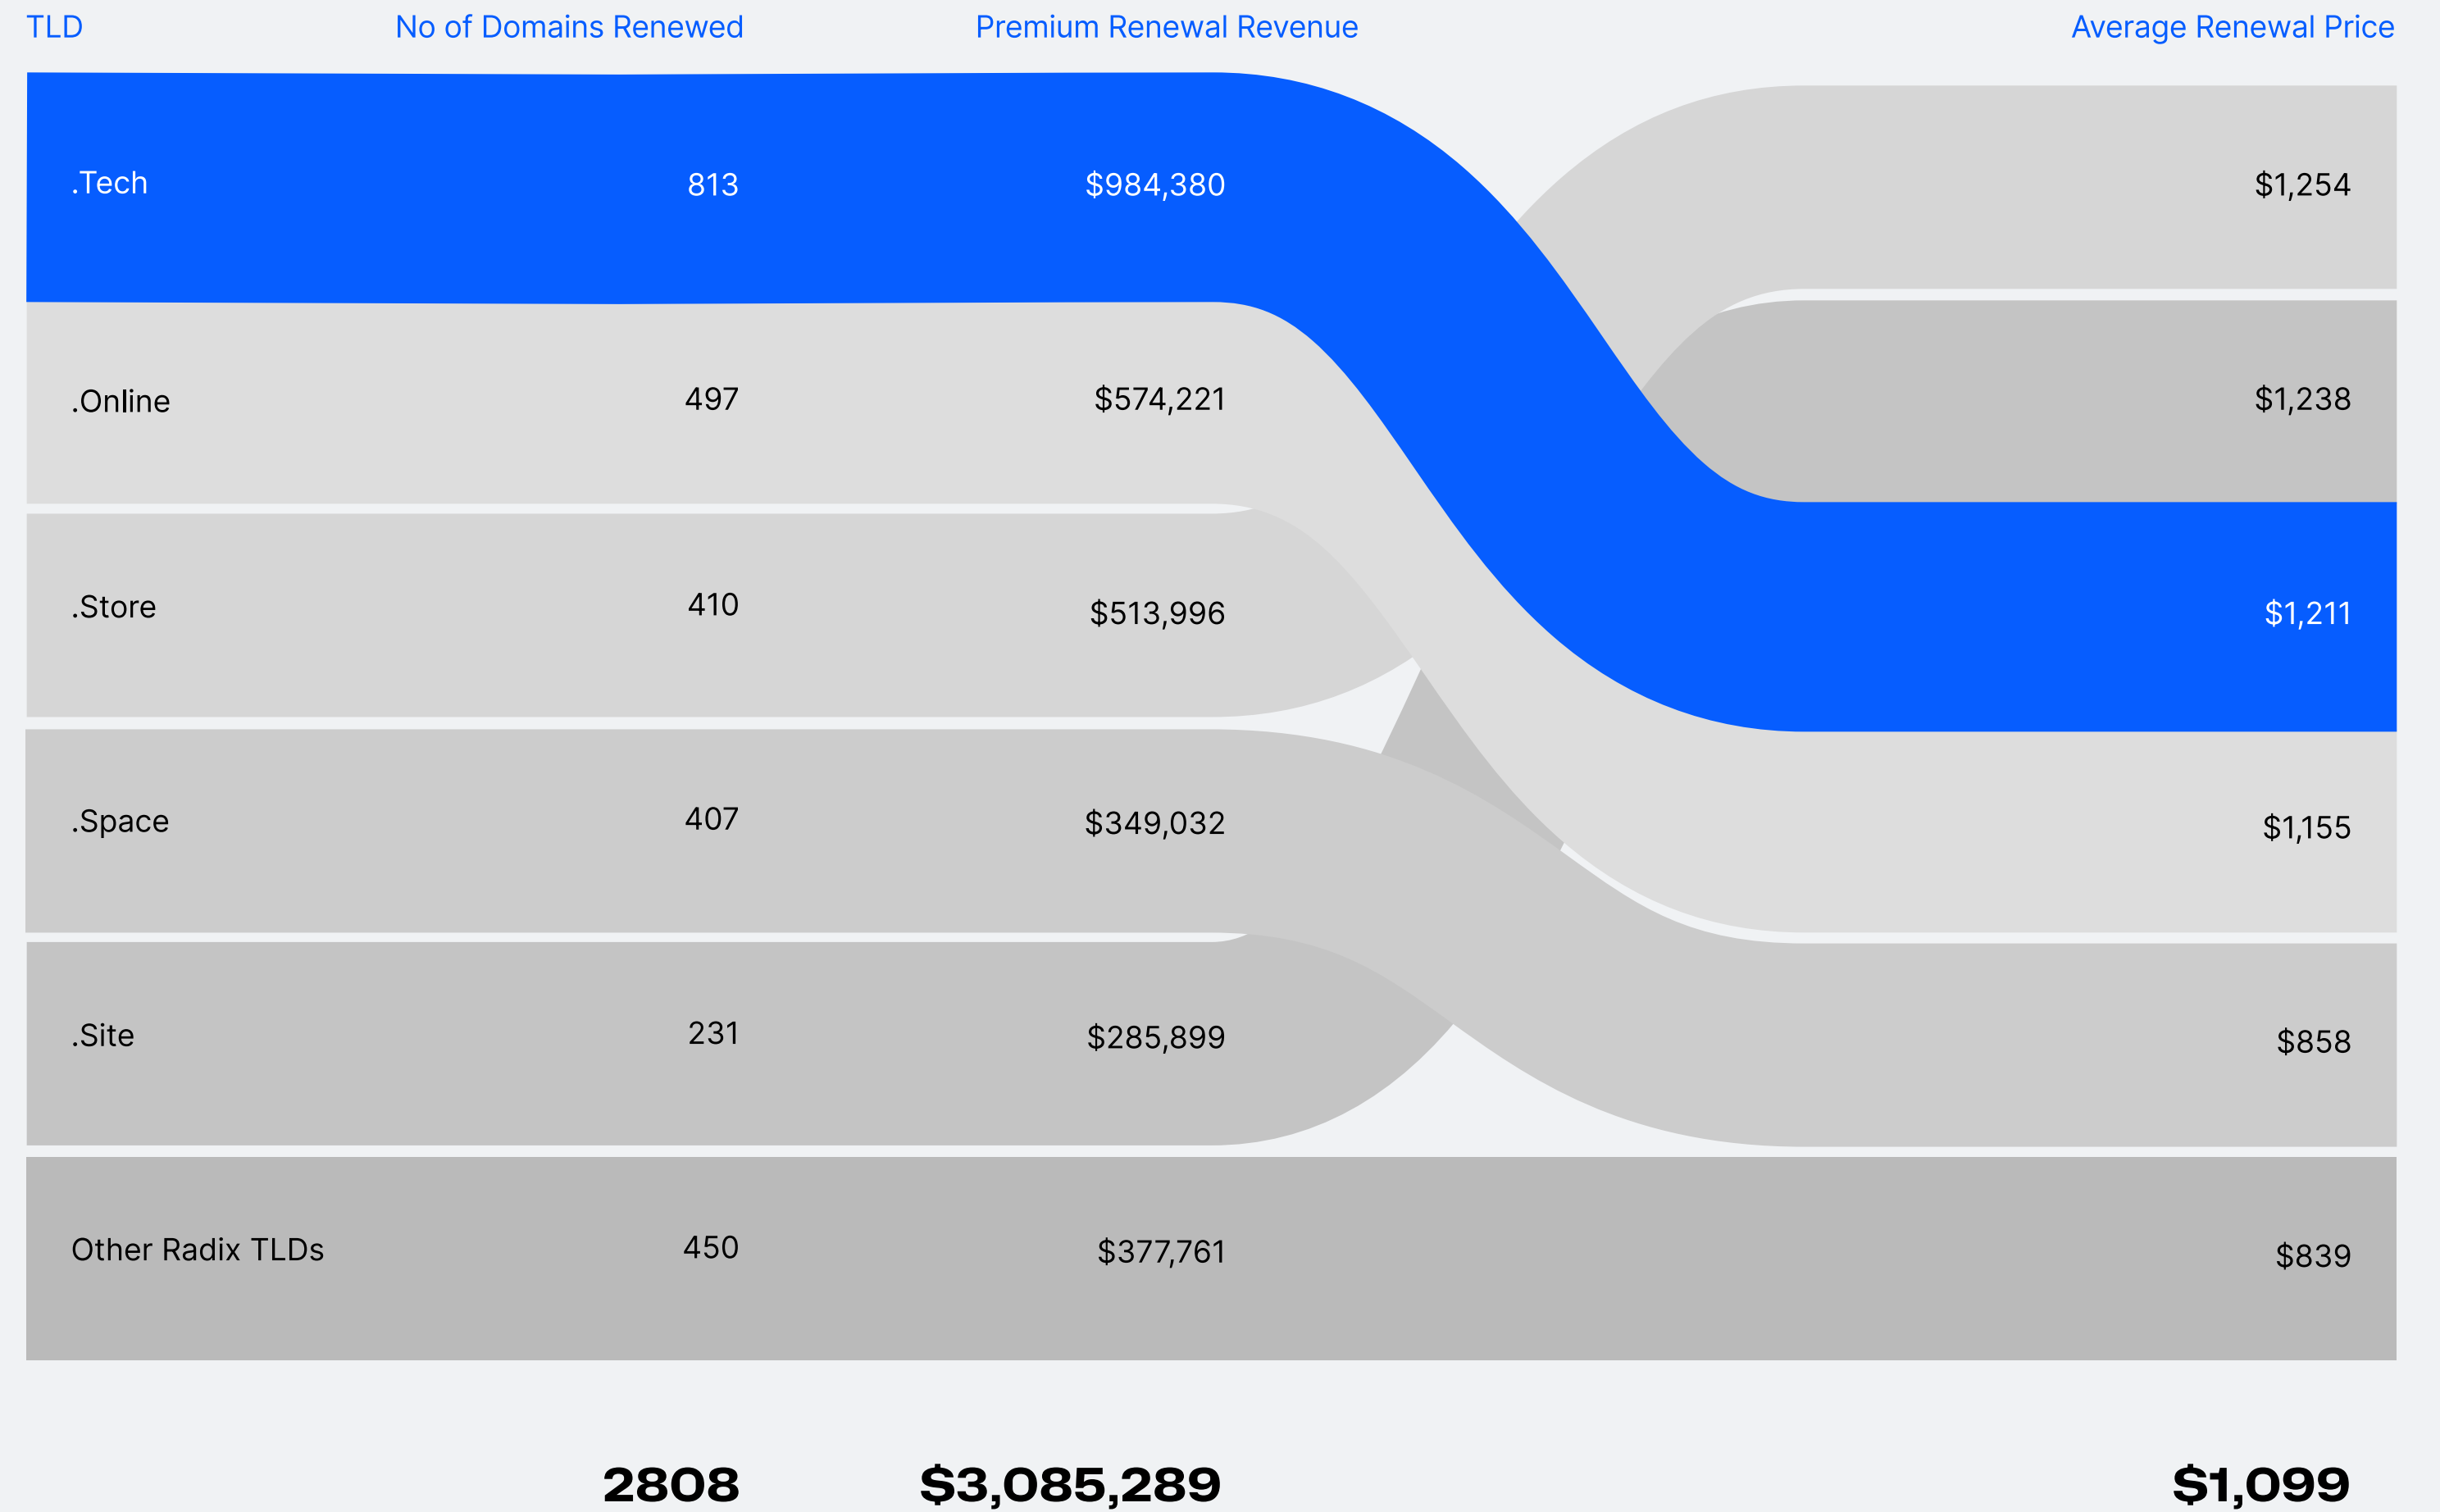 TLD No of Domains Renewed Premium Renewal Revenue Average Renewal Price
.Tech 813 $984,380 $1,254
.Online 497 $574,221 $1,238
.Store 410 $513,996 $1,211
.Space 407 $349,032 $1,155
.Site 231 $285,899 $858
Other Radix TLDs 450 $377,761 $839
2808 $3,085,289 $1,099